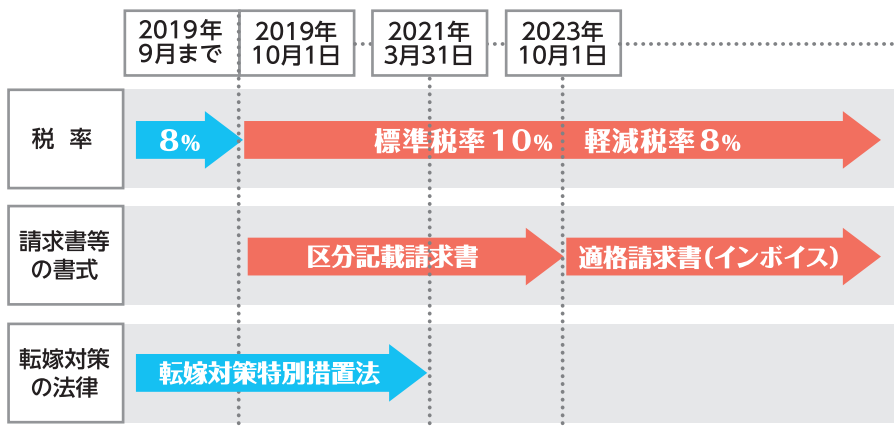 2019年
9月まで
2019年
10月1日
2021年
3月31日
2023年
10月1日
税 率
8%
標準税率10% 軽減税率8%
請求書等
の書式
区分記載請求書
適格請求書(インボイス)
転嫁対策
の法律
転嫁対策特別措置法